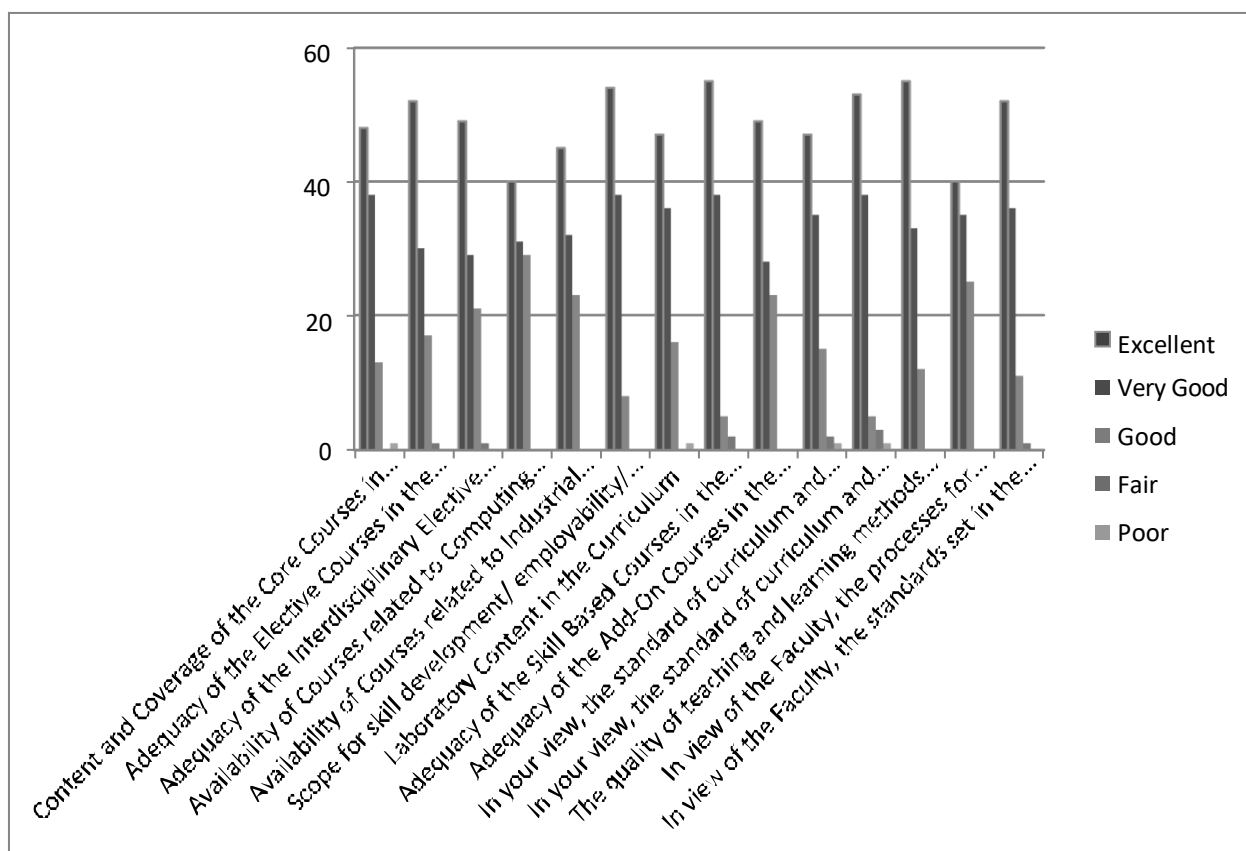 60
40
20
0
Content and Coverage of the Core Courses in...
Adequacy of the Elective Courses in the...
Adequacy of the Interdisciplinary Elective...
Availability of Courses related to Computing...
Availability of Courses related to Industrial...
Scope for skill development/ employability/...
Laboratory Content in the Curriculum
Adequacy of the Skill Based Courses in the...
Adequacy of the Add-On Courses in the...
In your view, the standard of curriculum and...
In your view, the standard of curriculum and...
The quality of teaching and learning methods...
In view of the Faculty, the processes for...
In view of the Faculty, the standards set in the...
Excellent
Very Good
Good
Fair
Poor